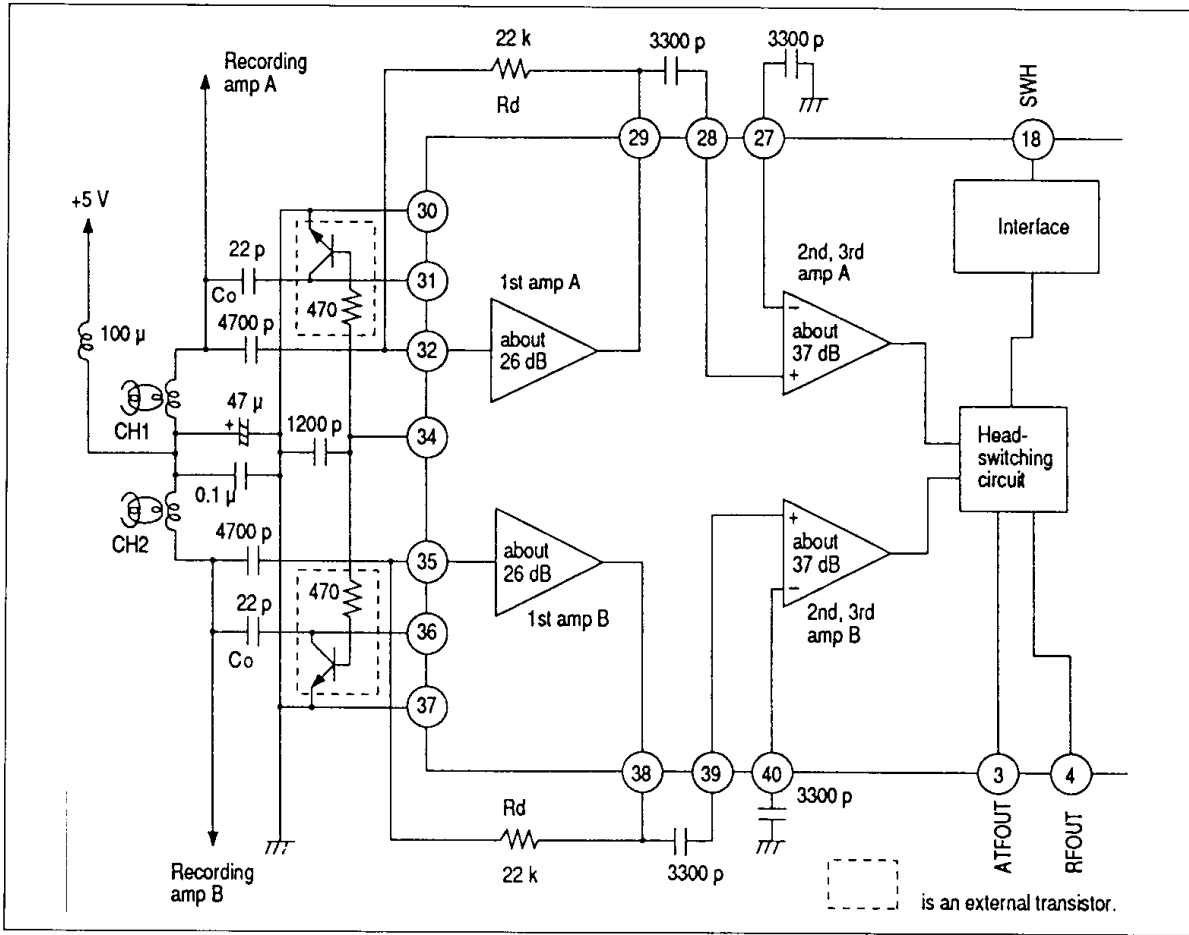 Recording
amp A
22 k
Rd
3300 p
3300 p
SWH
29
28
27
18
+5 V
30
Interface
22 p
Co
31
470
1st amp A
2nd, 3rd
amp A
100 μ
4700 p
32
about
26 dB
−
about
37 dB
+
CH1
47 μ
+
1200 p
34
Head-
switching
circuit
0.1 μ
CH2
4700 p
35
about
26 dB
1st amp B
+
about
37 dB
−
2nd, 3rd
amp B
470
22 p
Co
36
37
38
39
40
3
4
3300 p
Rd
22 k
3300 p
ATFOUT
RFOUT
Recording
amp B
is an external transistor.